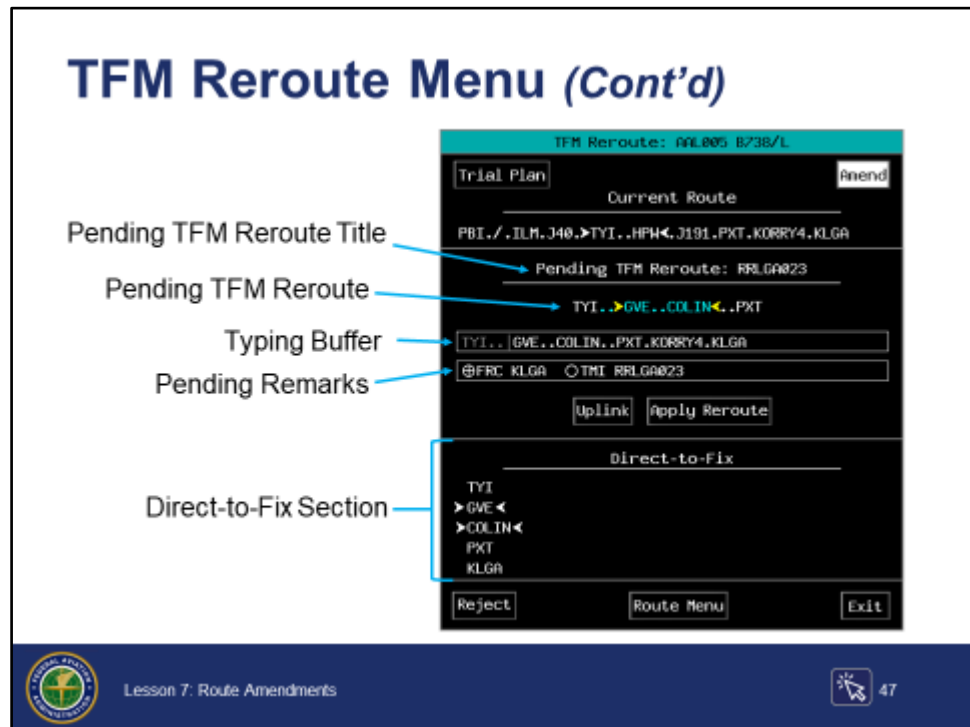 TFM Reroute Menu (Cont'd)
TFM Reroute: AAL005 B738/L
Trial Plan
Amend
Current Route
PBI./.ILM.J40.➤TYI..HPW➤.J191.PXT.KORRY4.KLGA
Pending TFM Reroute Title
Pending TFM Reroute: RRLGA023
Pending TFM Reroute
TYI..➤GVE..COLIN➤..PXT
Typing Buffer
TYI.. GVE..COLIN..PXT.KORRY4.KLGA
Pending Remarks
⊕FRC KLGA ○TMI RRLGA023
Uplink
Apply Reroute
Direct-to-Fix
Direct-to-Fix Section
TYI
➤GVE➤
➤COLIN➤
PXT
KLGA
Reject
Route Menu
Exit
FEDERAL AVIATION ADMINISTRATION
Lesson 7: Route Amendments
47